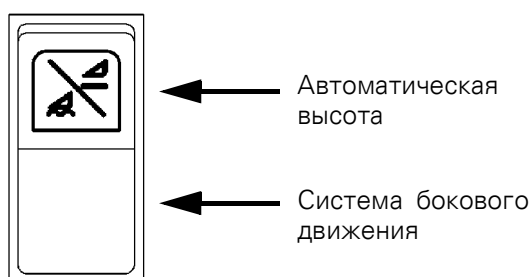 Автоматическая
высота
Система бокового
движения